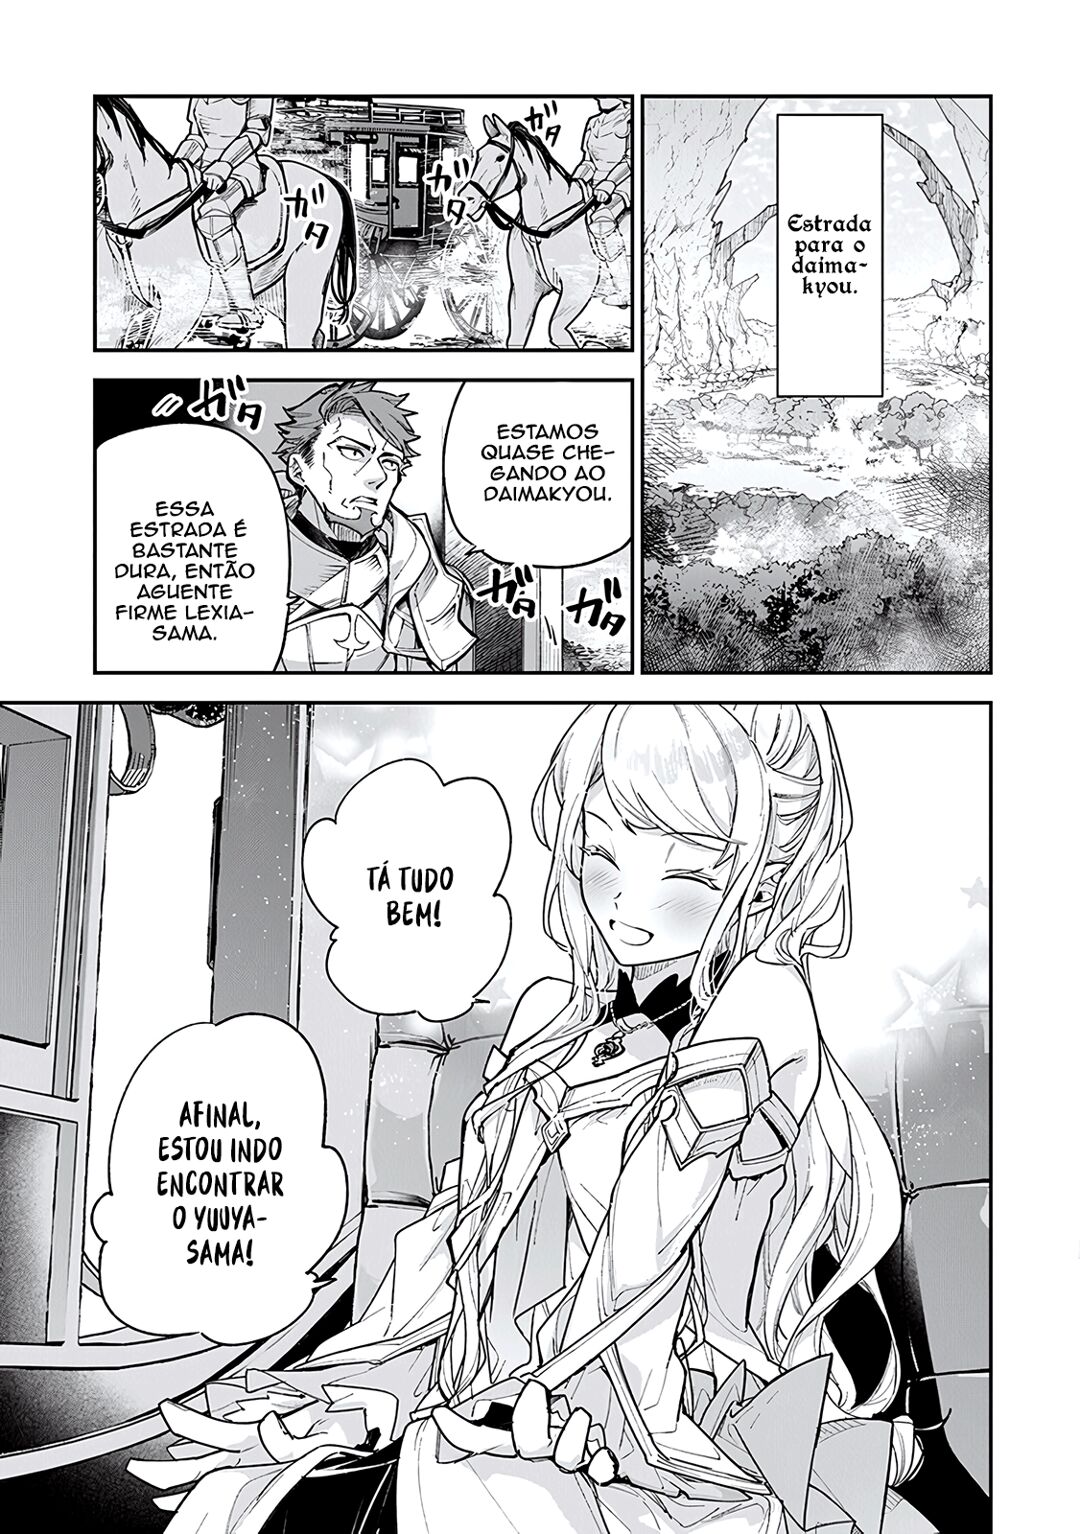 Estrada
para o
daima-
kyou.
ガタ
ガタ
ガタ
ESTAMOS
QUASE CHE-
GANDO AO
DAIMAKYOU.
ガタ
ESSA
ESTRADA É
BASTANTE
DURA, ENTÃO
AGUENTE
FIRME LEXIA-
SAMA.
ガタ
ガタ
TÁ TUDO
BEM!
AFINAL,
ESTOU INDO
ENCONTRAR
O YUUYA-
SAMA!